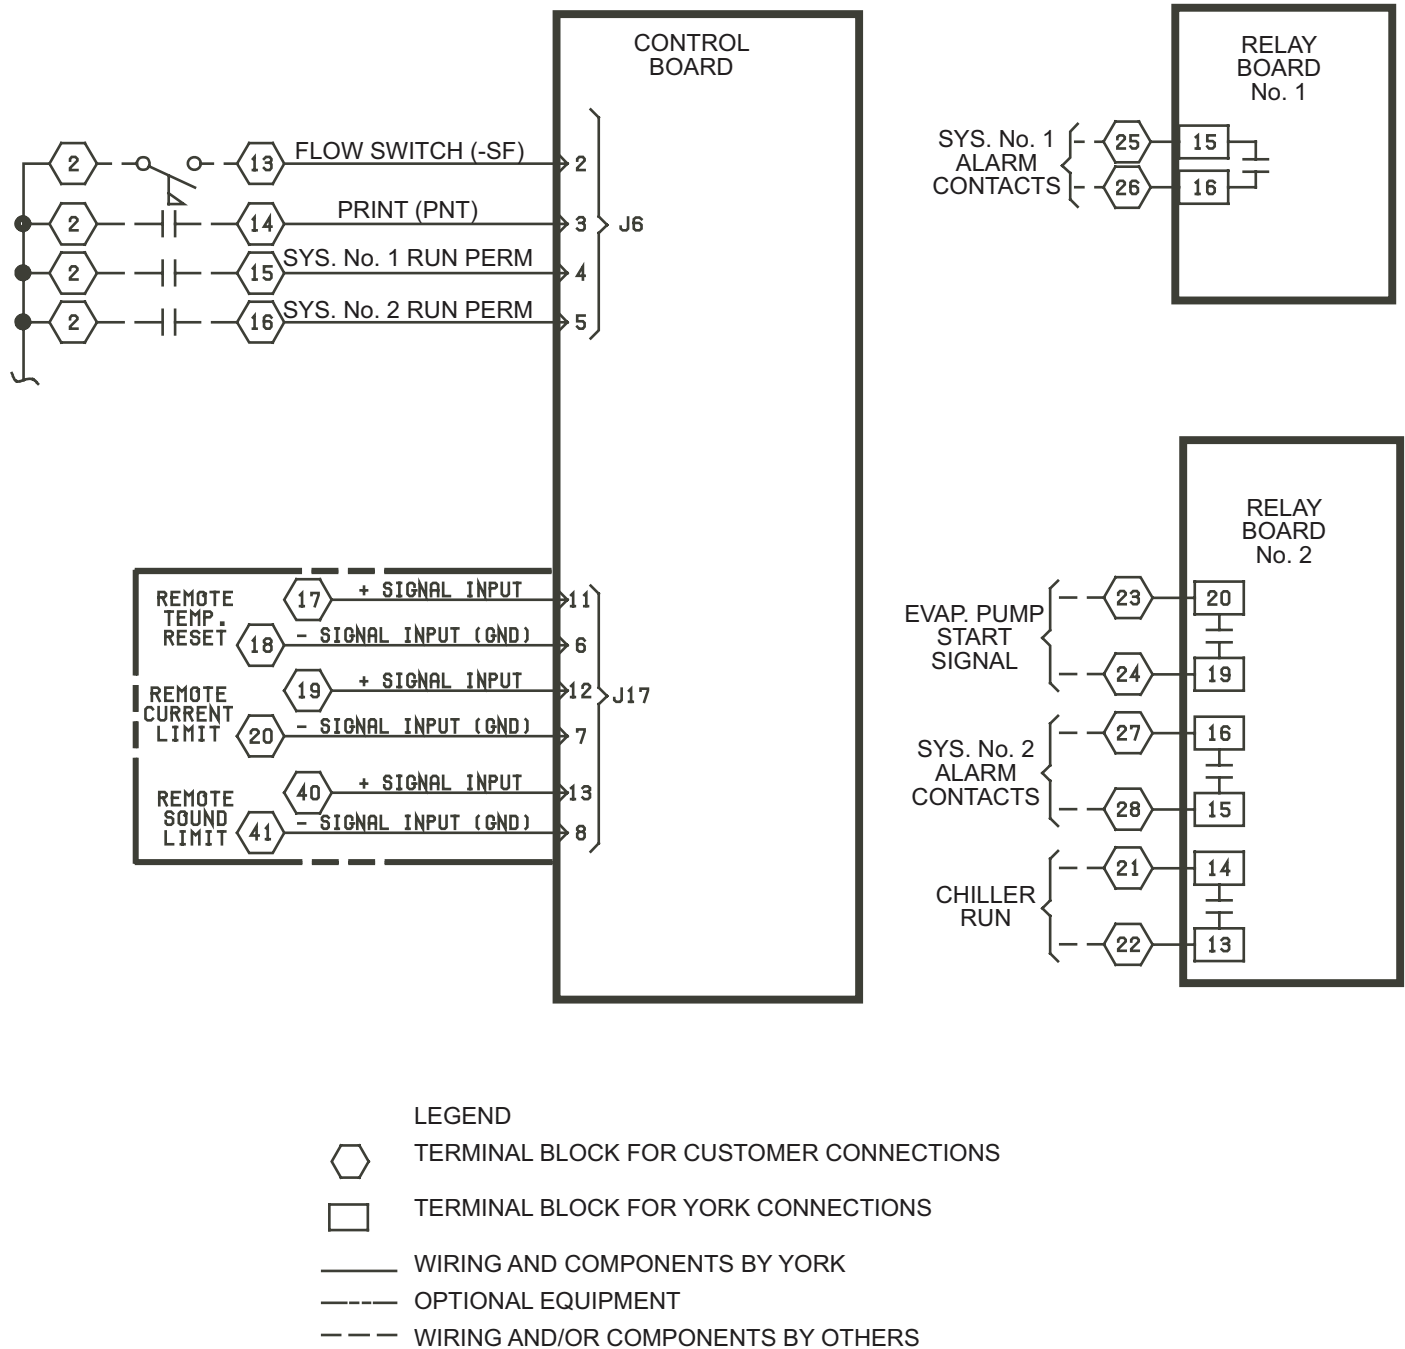 CONTROL
BOARD
2 13 FLOW SWITCH (-SF) 2
2 14 PRINT (PNT) 3
J6
2 15 SYS. No. 1 RUN PERM 4
2 16 SYS. No. 2 RUN PERM 5
REMOTE
TEMP.
RESET
17 + SIGNAL INPUT 11
18 - SIGNAL INPUT (GND) 6
REMOTE
CURRENT
LIMIT
19 + SIGNAL INPUT 12
J17
20 - SIGNAL INPUT (GND) 7
REMOTE
SOUND
LIMIT
40 + SIGNAL INPUT 13
41 - SIGNAL INPUT (GND) 8
RELAY
BOARD
No. 1
SYS. No. 1
ALARM
CONTACTS
25 15
26 16
RELAY
BOARD
No. 2
EVAP. PUMP
START
SIGNAL
23 20
24 19
SYS. No. 2
ALARM
CONTACTS
27 16
28 15
CHILLER
RUN
21 14
22 13
LEGEND
TERMINAL BLOCK FOR CUSTOMER CONNECTIONS
TERMINAL BLOCK FOR YORK CONNECTIONS
WIRING AND COMPONENTS BY YORK
OPTIONAL EQUIPMENT
WIRING AND/OR COMPONENTS BY OTHERS